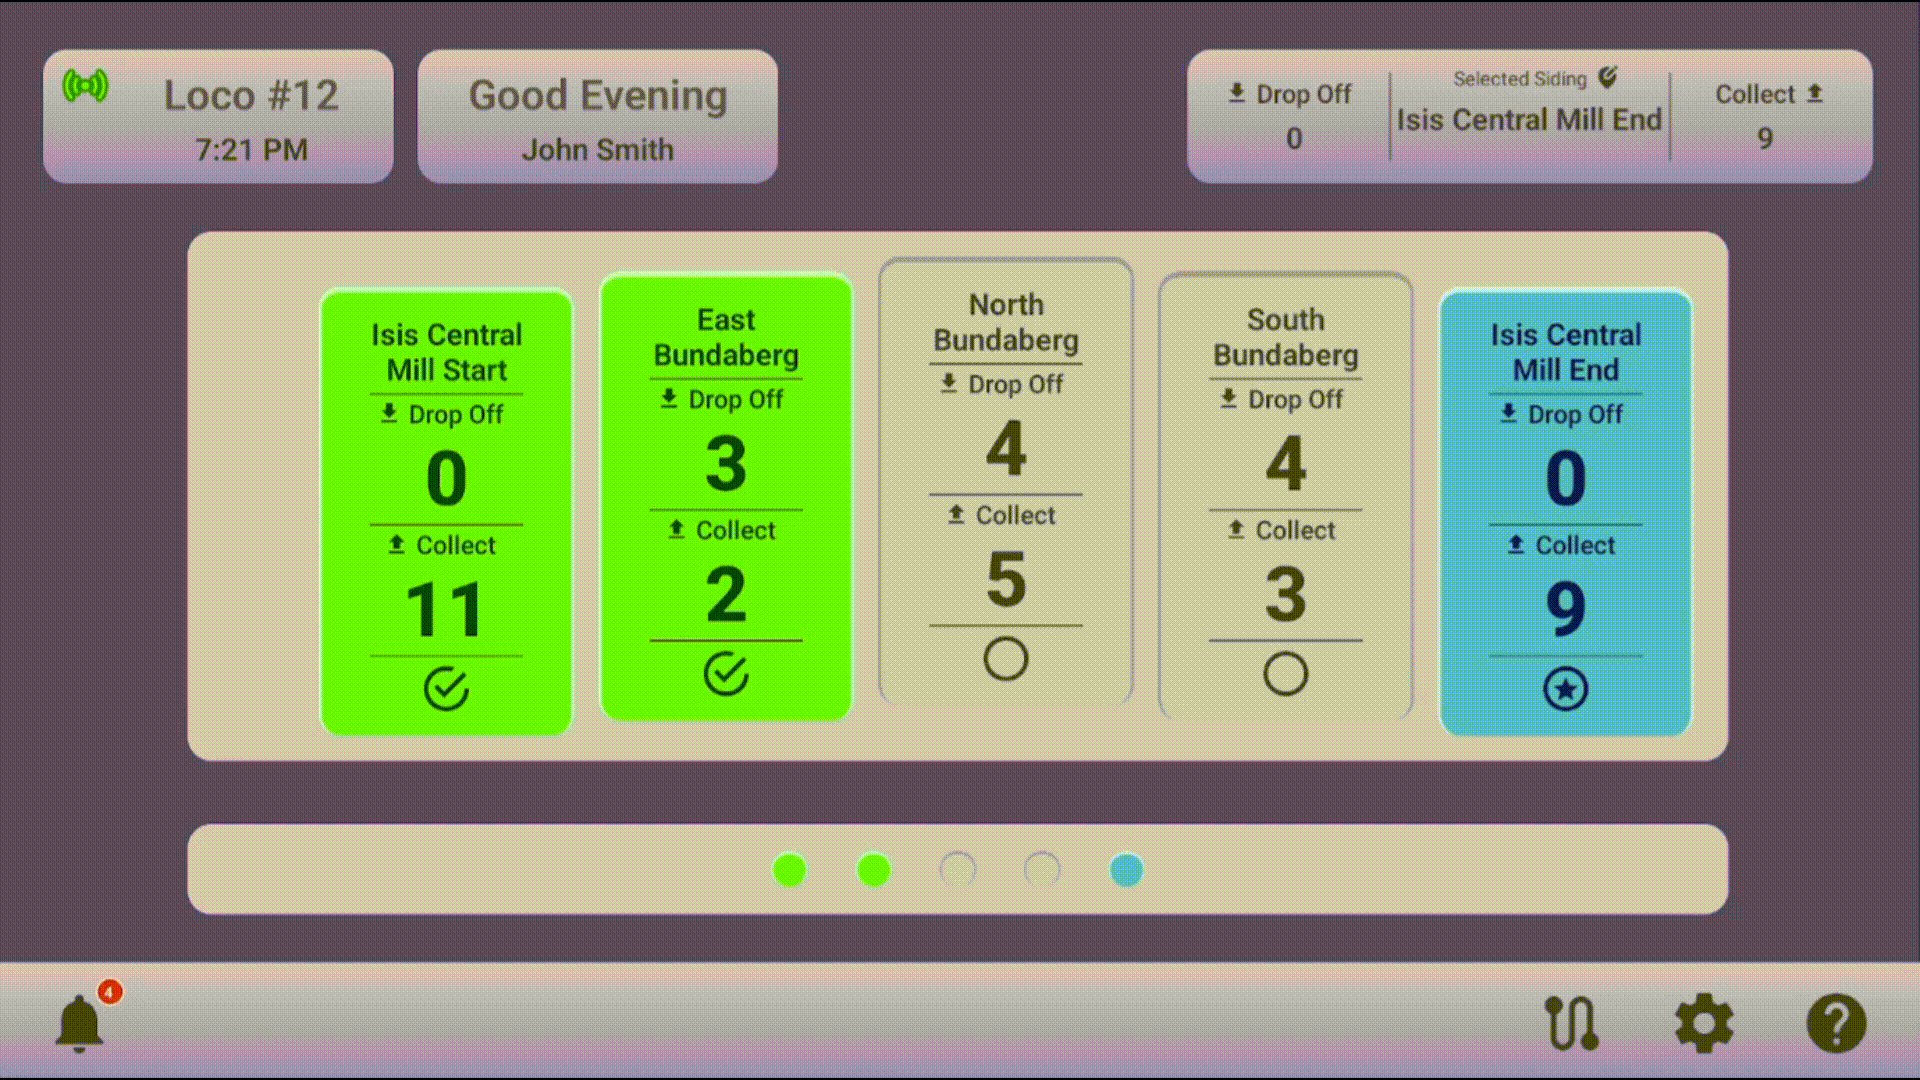 Loco #12
7:21 PM
Good Evening
John Smith
Drop Off
0
Selected Siding
Isis Central Mill End
Collect
9
Isis Central
Mill Start
Drop Off
0
Collect
11
East
Bundaberg
Drop Off
3
Collect
2
North
Bundaberg
Drop Off
4
Collect
5
South
Bundaberg
Drop Off
4
Collect
3
Isis Central
Mill End
Drop Off
0
Collect
9
4